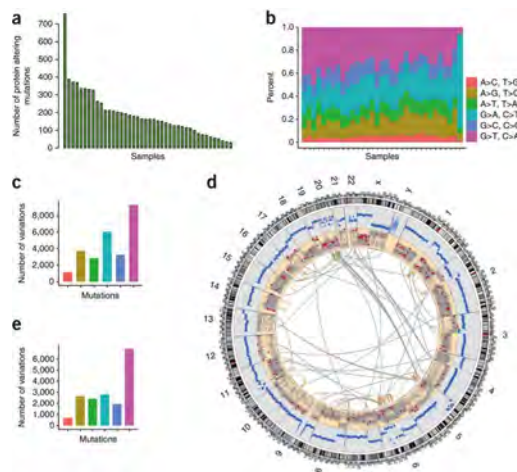 a
Number of protein altering
mutations
700
600
500
400
300
200
100
0
Samples
b
Percent
1.0
0.8
0.6
0.4
0.2
0
Samples
A>C, T>G
A>G, T>C
A>T, T>A
G>A, C>T
G>C, C>G
G>T, C>A
c
Number of variations
8,000
6,000
4,000
2,000
0
Mutations
d
1
2
3
4
5
6
8
9
10
11
12
13
14
15
16
17
18
19
20
21
22
x
y
e
Number of variations
6,000
5,000
4,000
3,000
2,000
1,000
0
Mutations